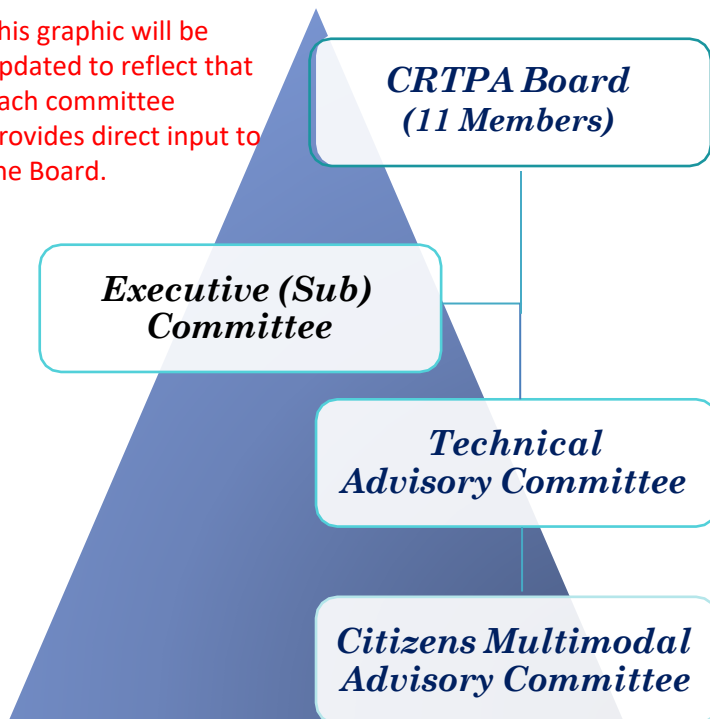 his graphic will be
pdated to reflect that
ach committee
rovides direct input to
he Board.
CRTPA Board
(11 Members)
Executive (Sub)
Committee
Technical
Advisory Committee
Citizens Multimodal
Advisory Committee